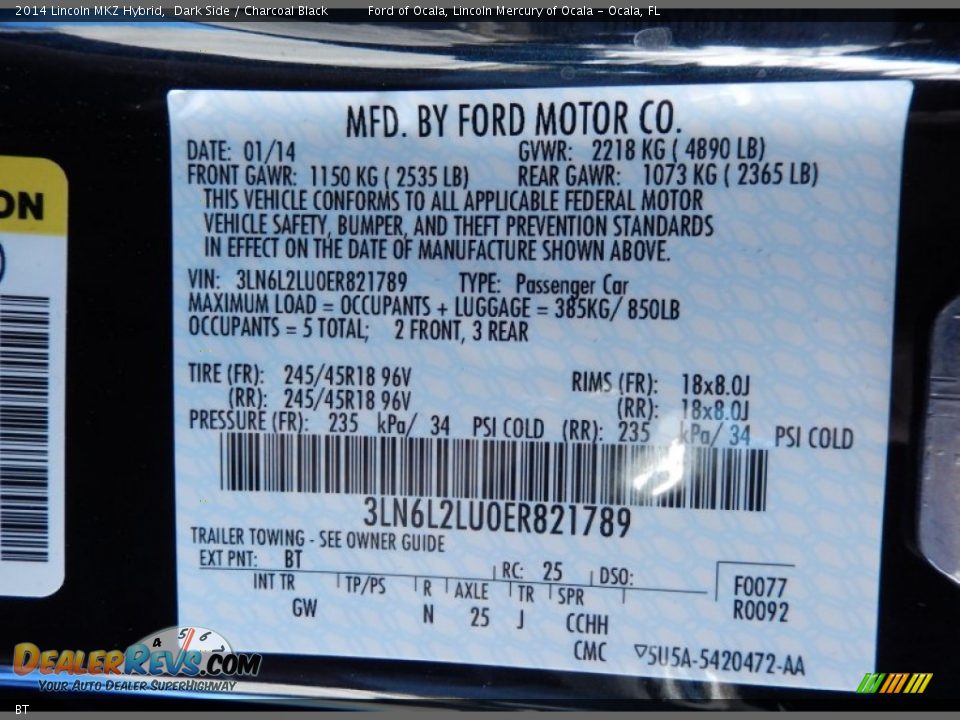 2014 Lincoln MKZ Hybrid, Dark Side / Charcoal Black Ford of Ocala, Lincoln Mercury of Ocala - Ocala, FL
ON
MFD. BY FORD MOTOR CO.
DATE: 01/14 GVWR: 2218 KG ( 4890 LB)
FRONT GAWR: 1150 KG ( 2535 LB) REAR GAWR: 1073 KG ( 2365 LB)
THIS VEHICLE CONFORMS TO ALL APPLICABLE FEDERAL MOTOR
VEHICLE SAFETY, BUMPER, AND THEFT PREVENTION STANDARDS
IN EFFECT ON THE DATE OF MANUFACTURE SHOWN ABOVE.
VIN: 3LN6L2LU0ER821789 TYPE: Passenger Car
MAXIMUM LOAD = OCCUPANTS + LUGGAGE = 385KG/ 850LB
OCCUPANTS = 5 TOTAL; 2 FRONT, 3 REAR
TIRE (FR): 245/45R18 96V RIMS (FR): 18x8.0J
(RR): 245/45R18 96V (RR): 18x8.0J
PRESSURE (FR): 235 kPa/ 34 PSI COLD (RR): 235 kPa/ 34 PSI COLD
3LN6L2LU0ER821789
TRAILER TOWING - SEE OWNER GUIDE
EXT PNT: BT RC: 25 DSO:
INT TR TP/PS R AXLE TR SPR F0077
GW N 25 J CCHH R0092
CMC ▽5U5A-5420472-AA
4 5 6
DealerRevs.com
Your Auto Dealer SuperHighway
BT